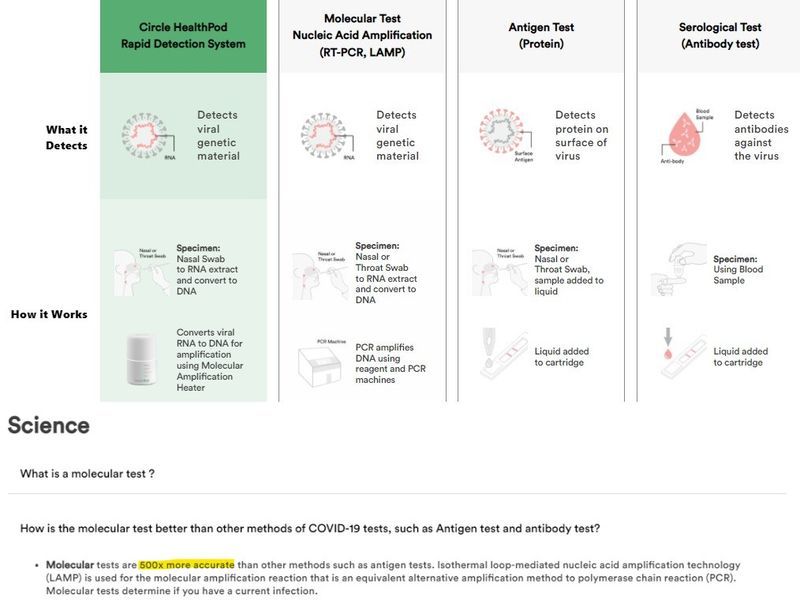 Circle HealthPod
Rapid Detection System
Molecular Test
Nucleic Acid Amplification
(RT-PCR, LAMP)
Antigen Test
(Protein)
Serological Test
(Antibody test)
What it
Detects
RNA
Detects
viral
genetic
material
RNA
Detects
viral
genetic
material
Surface
Antigen
Detects
protein on
surface of
virus
Blood
Sample
Anti-body
Detects
antibodies
against
the virus
How it Works
Nasal or
Throat Swab
Specimen:
Nasal Swab
to RNA extract
and convert to
DNA
Nasal or
Throat Swab
Specimen:
Nasal or
Throat Swab
to RNA extract
and convert to
DNA
Nasal or
Throat Swab
Specimen:
Nasal or
Throat Swab,
sample added to
liquid
Specimen:
Using Blood
Sample
Converts viral
RNA to DNA for
amplification
using Molecular
Amplification
Heater
PCR Machine
PCR amplifies
DNA using
reagent and PCR
machines
Liquid added
to cartridge
Liquid added
to cartridge
Science
What is a molecular test ?
How is the molecular test better than other methods of COVID-19 tests, such as Antigen test and antibody test?
• Molecular tests are 500x more accurate than other methods such as antigen tests. Isothermal loop-mediated nucleic acid amplification technology
(LAMP) is used for the molecular amplification reaction that is an equivalent alternative amplification method to polymerse chain reaction (PCR).
Molecular tests determine if you have a current infection.